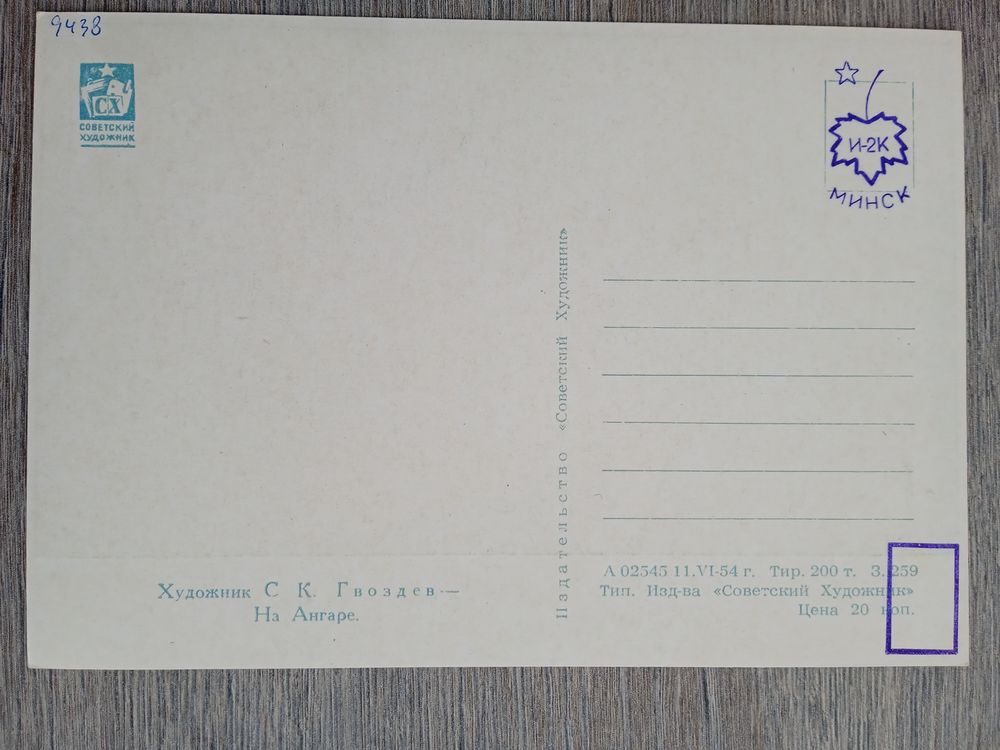 9438
СХ
СОВЕТСКИЙ
ХУДОЖНИК
И-2К
МИНСК
Издательство «Советский Художник»
Художник С. К. Гвоздев —
На Ангаре.
А 02545 11.VI-54 г. Тир. 200 т. З. 259
Тип. Изд-ва «Советский Художник»
Цена 20 коп.